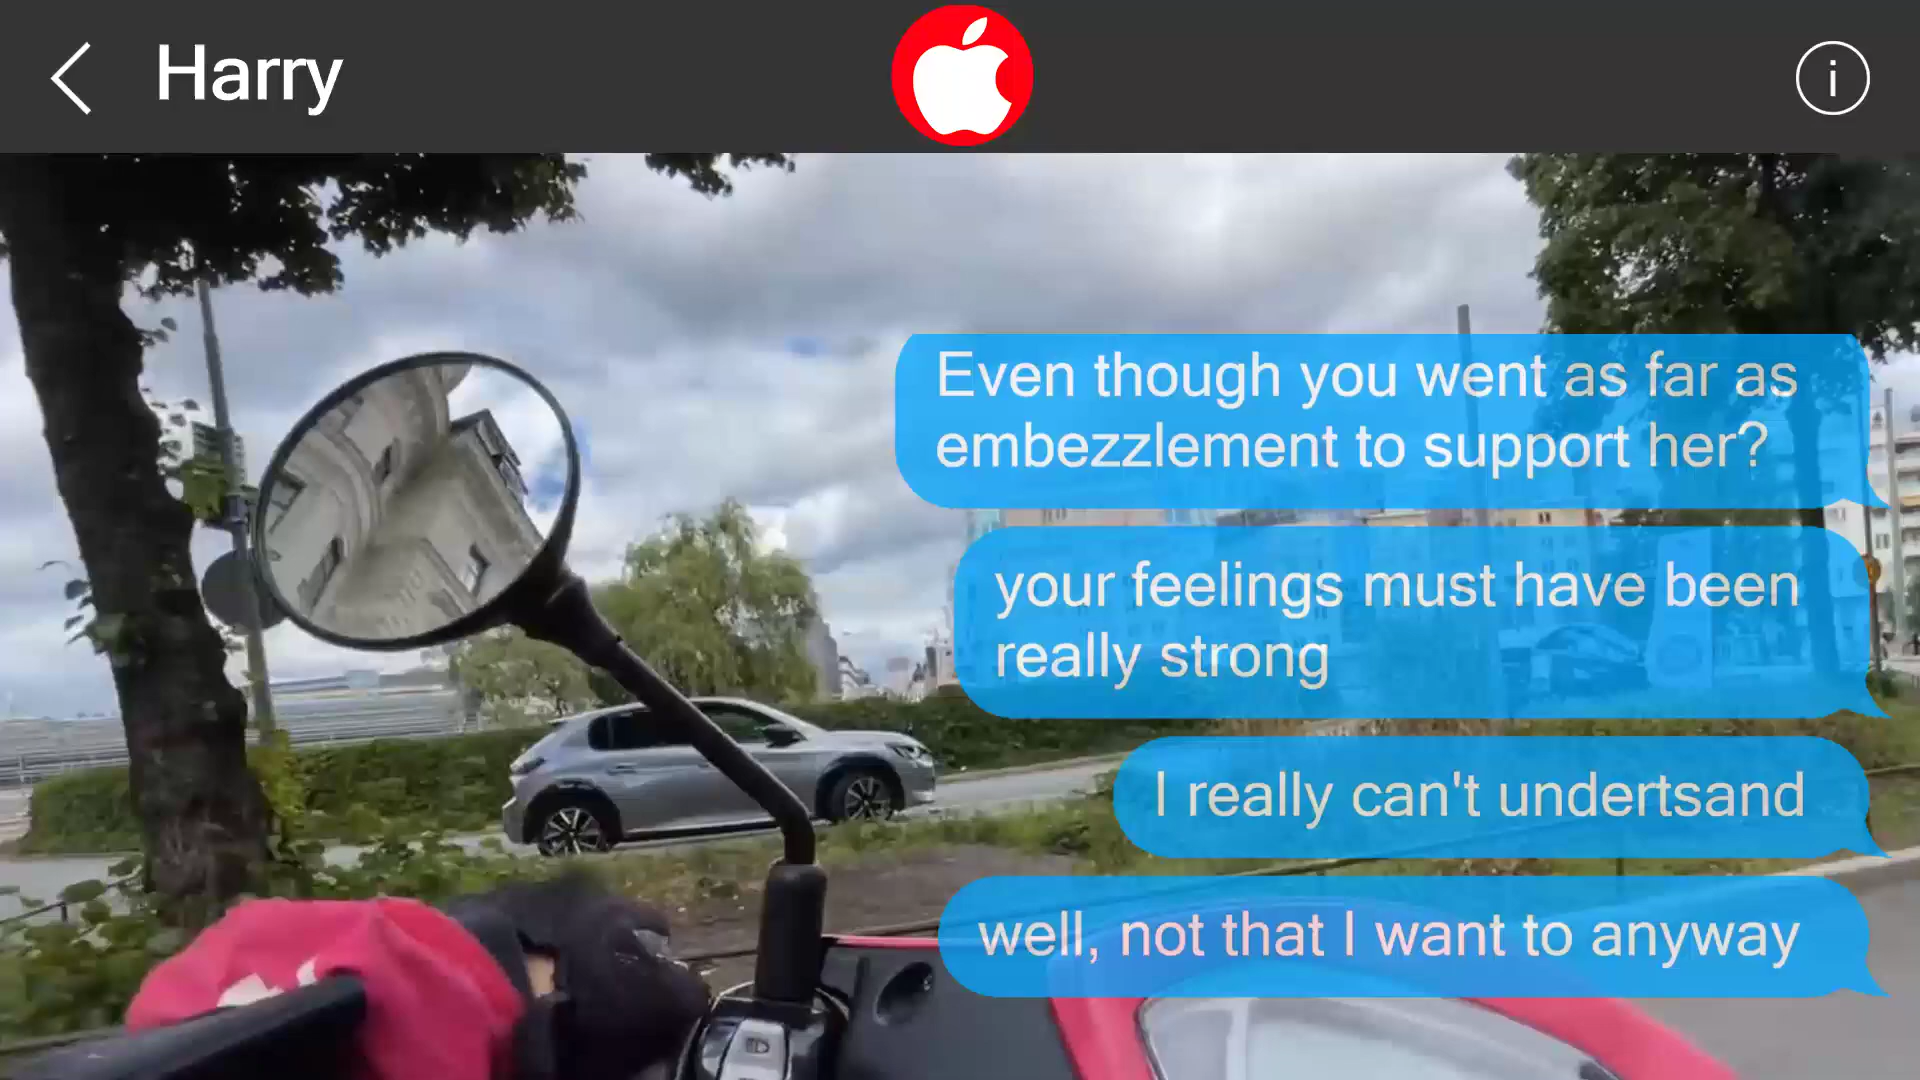 Harry
Even though you went as far as
embezzlement to support her?
your feelings must have been
really strong
I really can't undertsand
well, not that I want to anyway